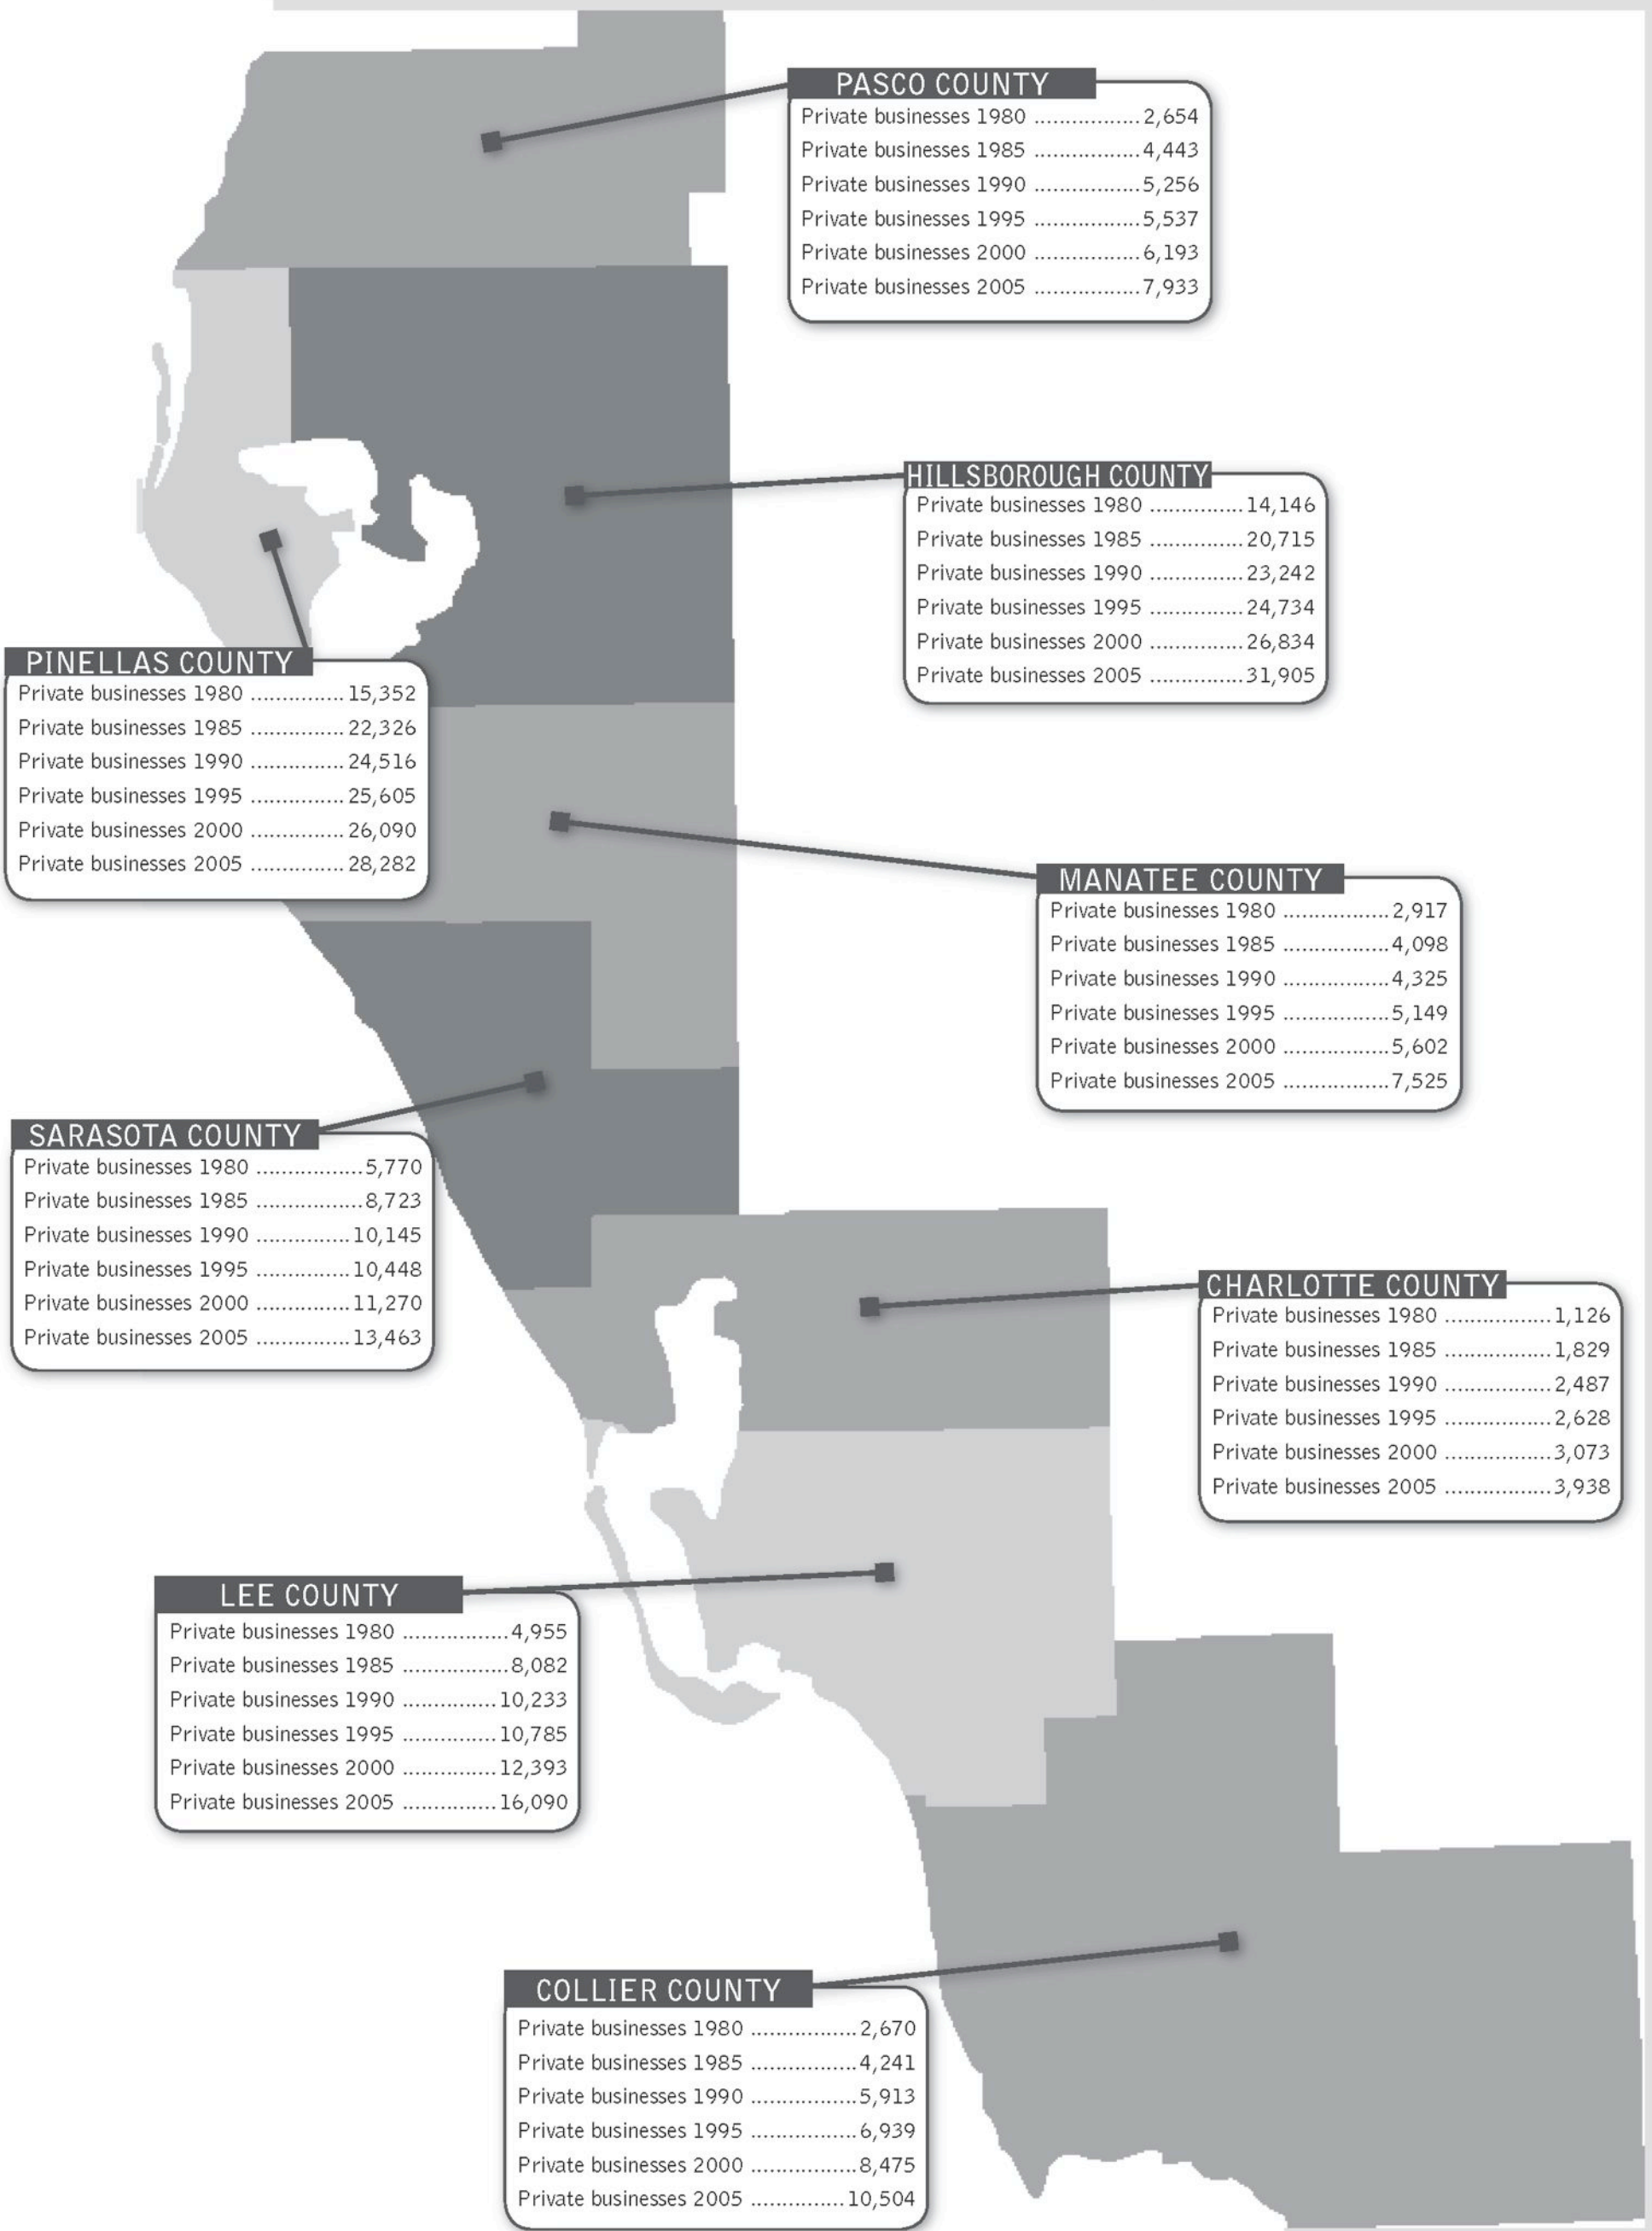 PASCO COUNTY
Private businesses 1980 .................2,654
Private businesses 1985 .................4,443
Private businesses 1990 .................5,256
Private businesses 1995 .................5,537
Private businesses 2000 .................6,193
Private businesses 2005 .................7,933
HILLSBOROUGH COUNTY
Private businesses 1980 ...............14,146
Private businesses 1985 ...............20,715
Private businesses 1990 ...............23,242
Private businesses 1995 ...............24,734
Private businesses 2000 ...............26,834
Private businesses 2005 ...............31,905
PINELLAS COUNTY
Private businesses 1980 ...............15,352
Private businesses 1985 ...............22,326
Private businesses 1990 ...............24,516
Private businesses 1995 ...............25,605
Private businesses 2000 ...............26,090
Private businesses 2005 ...............28,282
MANATEE COUNTY
Private businesses 1980 .................2,917
Private businesses 1985 .................4,098
Private businesses 1990 .................4,325
Private businesses 1995 .................5,149
Private businesses 2000 .................5,602
Private businesses 2005 .................7,525
SARASOTA COUNTY
Private businesses 1980 .................5,770
Private businesses 1985 .................8,723
Private businesses 1990 ...............10,145
Private businesses 1995 ...............10,448
Private businesses 2000 ...............11,270
Private businesses 2005 ...............13,463
CHARLOTTE COUNTY
Private businesses 1980 .................1,126
Private businesses 1985 .................1,829
Private businesses 1990 .................2,487
Private businesses 1995 .................2,628
Private businesses 2000 .................3,073
Private businesses 2005 .................3,938
LEE COUNTY
Private businesses 1980 .................4,955
Private businesses 1985 .................8,082
Private businesses 1990 ...............10,233
Private businesses 1995 ...............10,785
Private businesses 2000 ...............12,393
Private businesses 2005 ...............16,090
COLLIER COUNTY
Private businesses 1980 .................2,670
Private businesses 1985 .................4,241
Private businesses 1990 .................5,913
Private businesses 1995 .................6,939
Private businesses 2000 .................8,475
Private businesses 2005 ...............10,504